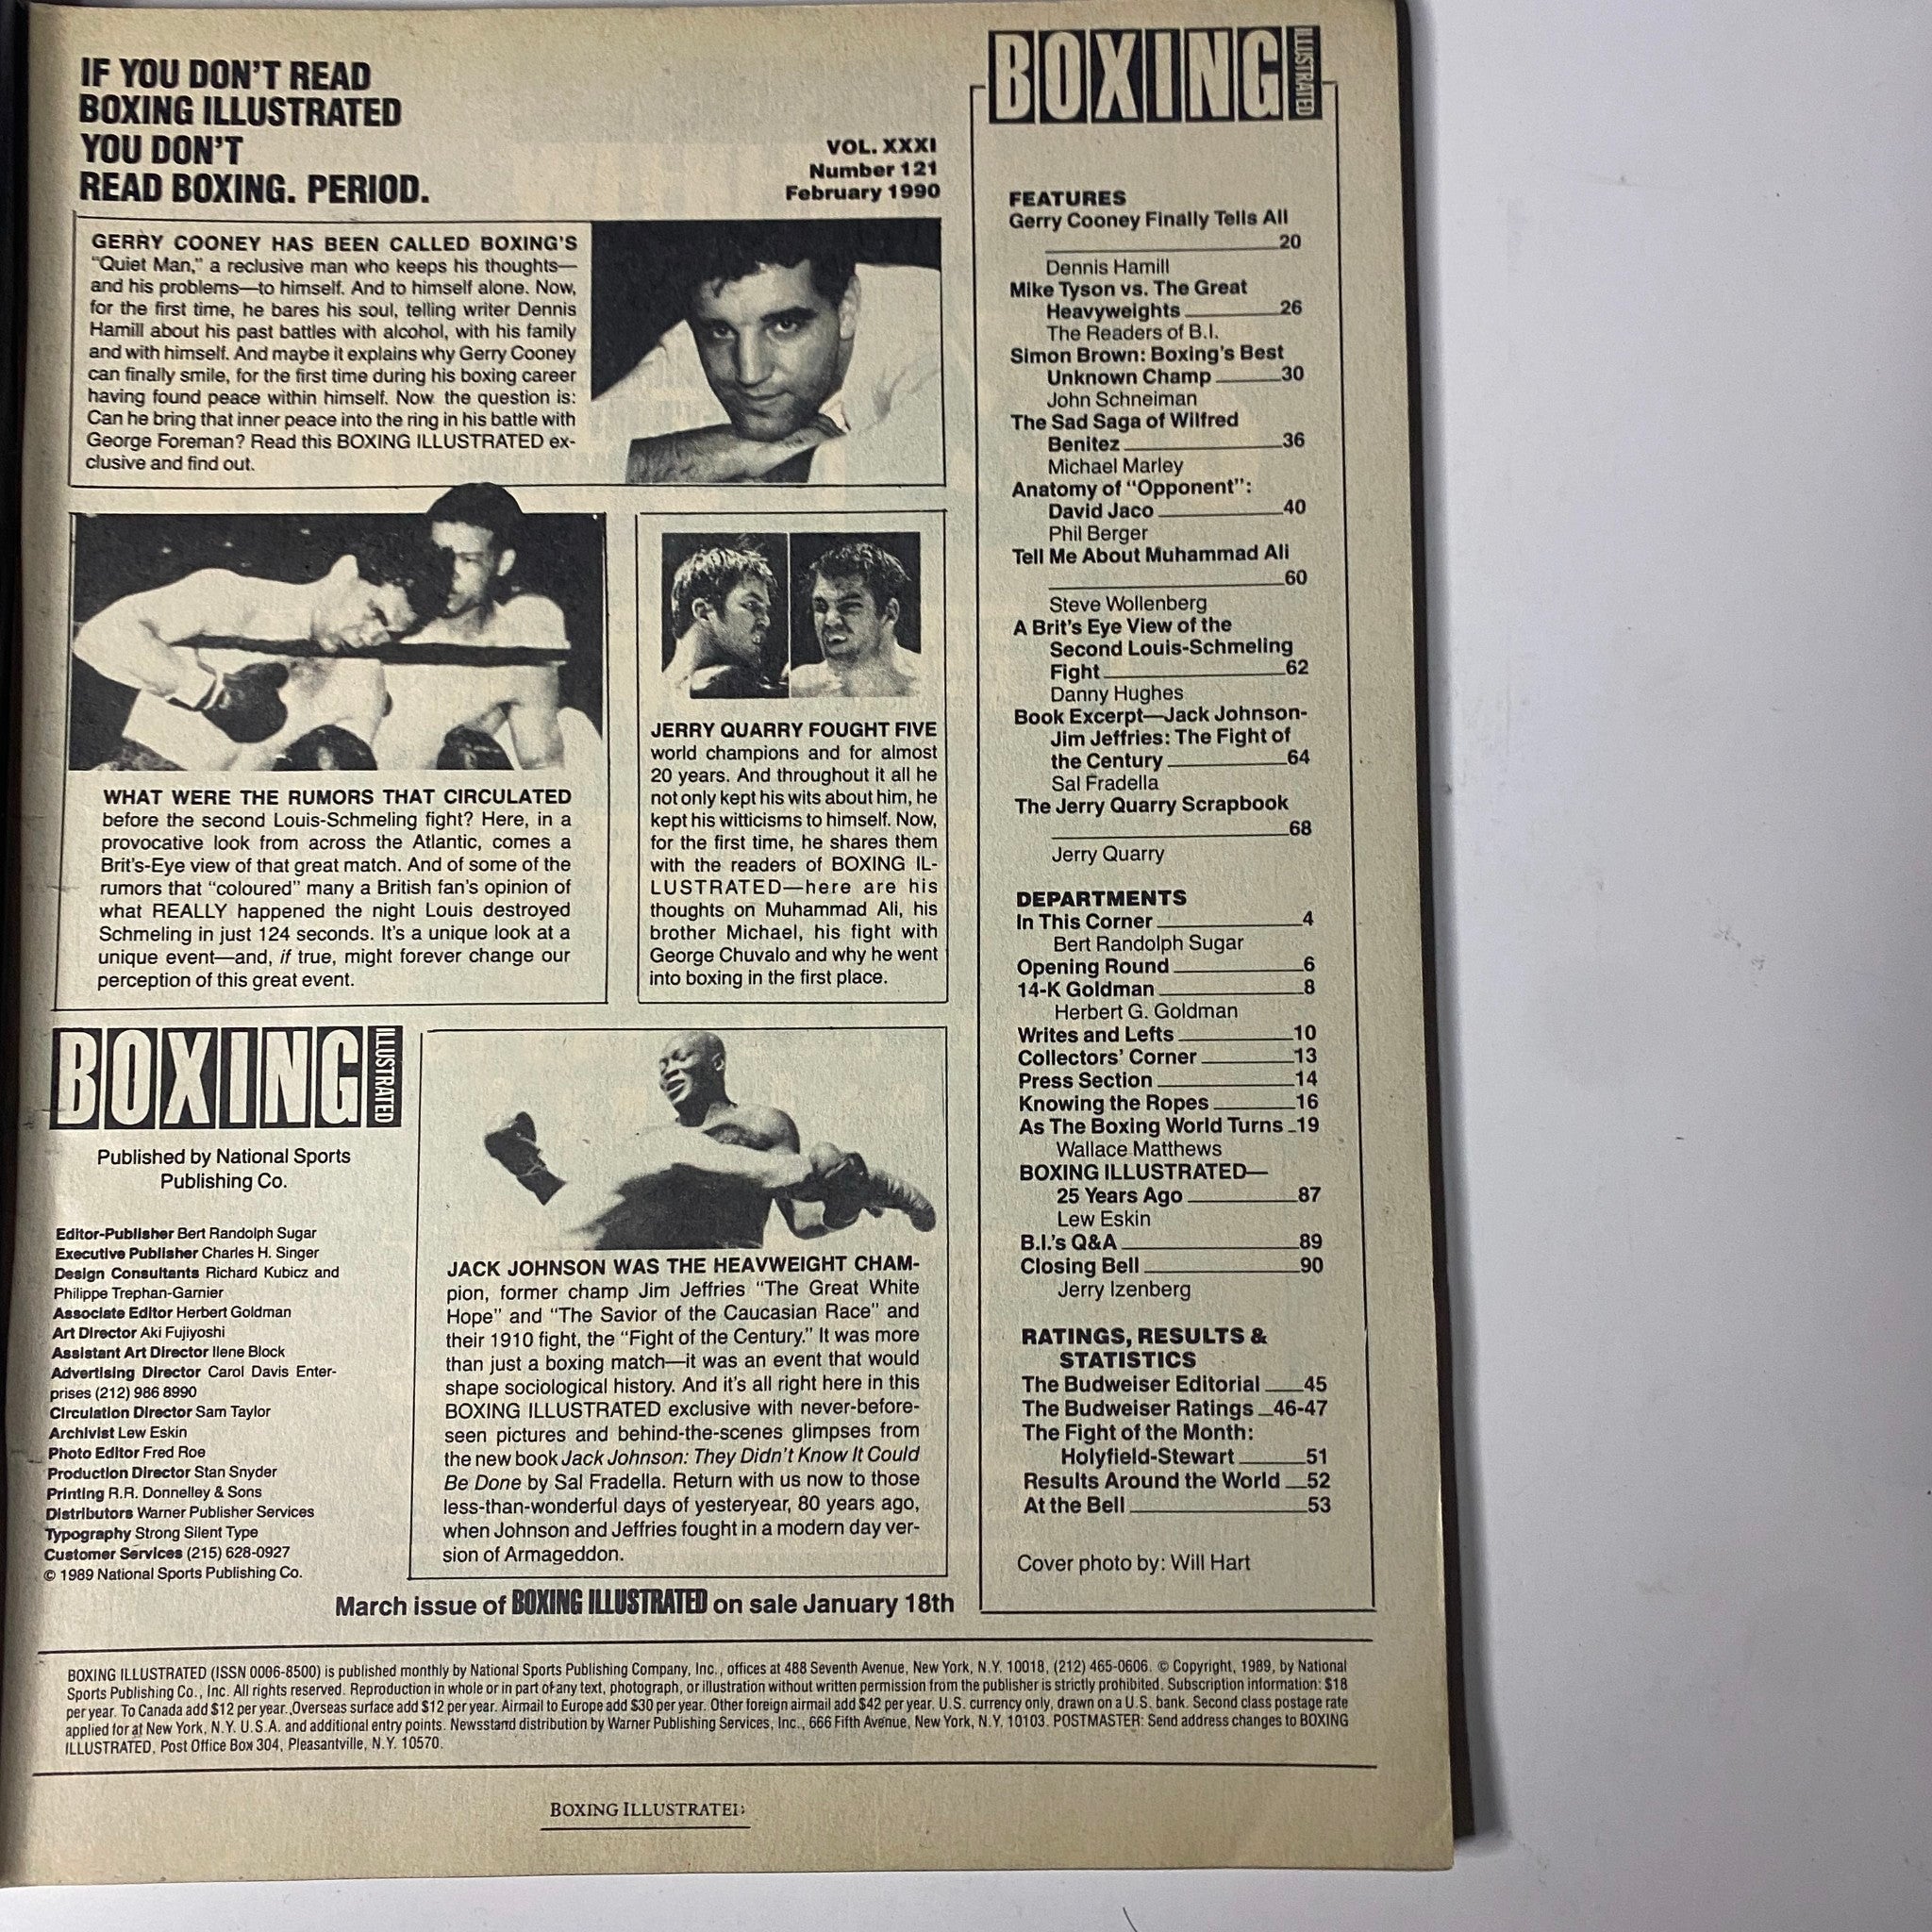 IF YOU DON'T READ
BOXING ILLUSTRATED
YOU DON'T
READ BOXING. PERIOD.
VOL. XXXI
Number 121
February 1990
GERRY COONEY HAS BEEN CALLED BOXING'S
"Quiet Man," a reclusive man who keeps his thoughts—
and his problems—to himself. And to himself alone. Now,
for the first time, he bares his soul, telling writer Dennis
Hamill about his past battles with alcohol, with his family
and with himself. And maybe it explains why Gerry Cooney
can finally smile, for the first time during his boxing career
having found peace within himself. Now the question is:
Can he bring that inner peace into the ring in his battle with
George Foreman? Read this BOXING ILLUSTRATED ex-
clusive and find out.
WHAT WERE THE RUMORS THAT CIRCULATED
before the second Louis-Schmeling fight? Here, in a
provocative look from across the Atlantic, comes a
Brit's-Eye view of that great match. And of some of the
rumors that "coloured" many a British fan's opinion of
what REALLY happened the night Louis destroyed
Schmeling in just 124 seconds. It's a unique look at a
unique event—and, if true, might forever change our
perception of this great event.
JERRY QUARRY FOUGHT FIVE
world champions and for almost
20 years. And throughout it all he
not only kept his wits about him, he
kept his witticisms to himself. Now,
for the first time, he shares them
with the readers of BOXING IL-
LUSTRATED—here are his
thoughts on Muhammad Ali, his
brother Michael, his fight with
George Chuvalo and why he went
into boxing in the first place.
BOXING ILLUSTRATED
Published by National Sports
Publishing Co.
Editor-Publisher Bert Randolph Sugar
Executive Publisher Charles H. Singer
Design Consultants Richard Kubicz and
Philippe Trephan-Garnier
Associate Editor Herbert Goldman
Art Director Aki Fujiyoshi
Assistant Art Director Ilene Block
Advertising Director Carol Davis Enter-
prises (212) 986 8990
Circulation Director Sam Taylor
Archivist Lew Eskin
Photo Editor Fred Roe
Production Director Stan Snyder
Printing R.R. Donnelley & Sons
Distributors Warner Publisher Services
Typography Strong Silent Type
Customer Services (215) 628-0927
© 1989 National Sports Publishing Co.
JACK JOHNSON WAS THE HEAVWEIGHT CHAM-
pion, former champ Jim Jeffries "The Great White
Hope" and "The Savior of the Caucasian Race" and
their 1910 fight, the "Fight of the Century." It was more
than just a boxing match—it was an event that would
shape sociological history. And it's all right here in this
BOXING ILLUSTRATED exclusive with never-before-
seen pictures and behind-the-scenes glimpses from
the new book Jack Johnson: They Didn't Know It Could
Be Done by Sal Fradella. Return with us now to those
less-than-wonderful days of yesteryear, 80 years ago,
when Johnson and Jeffries fought in a modern day ver-
sion of Armageddon.
March issue of BOXING ILLUSTRATED on sale January 18th
BOXING ILLUSTRATED
FEATURES
Gerry Cooney Finally Tells All
20
Dennis Hamill
Mike Tyson vs. The Great
Heavyweights 26
The Readers of B.I.
Simon Brown: Boxing's Best
Unknown Champ 30
John Schneiman
The Sad Saga of Wilfred
Benitez 36
Michael Marley
Anatomy of "Opponent":
David Jaco 40
Phil Berger
Tell Me About Muhammad Ali
60
Steve Wollenberg
A Brit's Eye View of the
Second Louis-Schmeling
Fight 62
Danny Hughes
Book Excerpt—Jack Johnson-
Jim Jeffries: The Fight of
the Century 64
Sal Fradella
The Jerry Quarry Scrapbook
68
Jerry Quarry
DEPARTMENTS
In This Corner 4
Bert Randolph Sugar
Opening Round 6
14-K Goldman 8
Herbert G. Goldman
Writes and Lefts 10
Collectors' Corner 13
Press Section 14
Knowing the Ropes 16
As The Boxing World Turns 19
Wallace Matthews
BOXING ILLUSTRATED—
25 Years Ago 87
Lew Eskin
B.I.'s Q&A 89
Closing Bell 90
Jerry Izenberg
RATINGS, RESULTS &
STATISTICS
The Budweiser Editorial 45
The Budweiser Ratings 46-47
The Fight of the Month:
Holyfield-Stewart 51
Results Around the World 52
At the Bell 53
Cover photo by: Will Hart
BOXING ILLUSTRATED (ISSN 0006-8500) is published monthly by National Sports Publishing Company, Inc., offices at 488 Seventh Avenue, New York, N.Y. 10018, (212) 465-0606. © Copyright, 1989, by National
Sports Publishing Co., Inc. All rights reserved. Reproduction in whole or in part of any text, photograph, or illustration without written permission from the publisher is strictly prohibited. Subscription information: $18
per year. To Canada add $12 per year. Overseas surface add $12 per year. Airmail to Europe add $30 per year. Other foreign airmail add $42 per year. U.S. currency only, drawn on a U.S. bank. Second class postage rate
applied for at New York, N.Y. U.S.A. and additional entry points. Newsstand distribution by Warner Publishing Services, Inc., 666 Fifth Avenue, New York, N.Y. 10103. POSTMASTER: Send address changes to BOXING
ILLUSTRATED, Post Office Box 304, Pleasantville, N.Y. 10570.
BOXING ILLUSTRATED